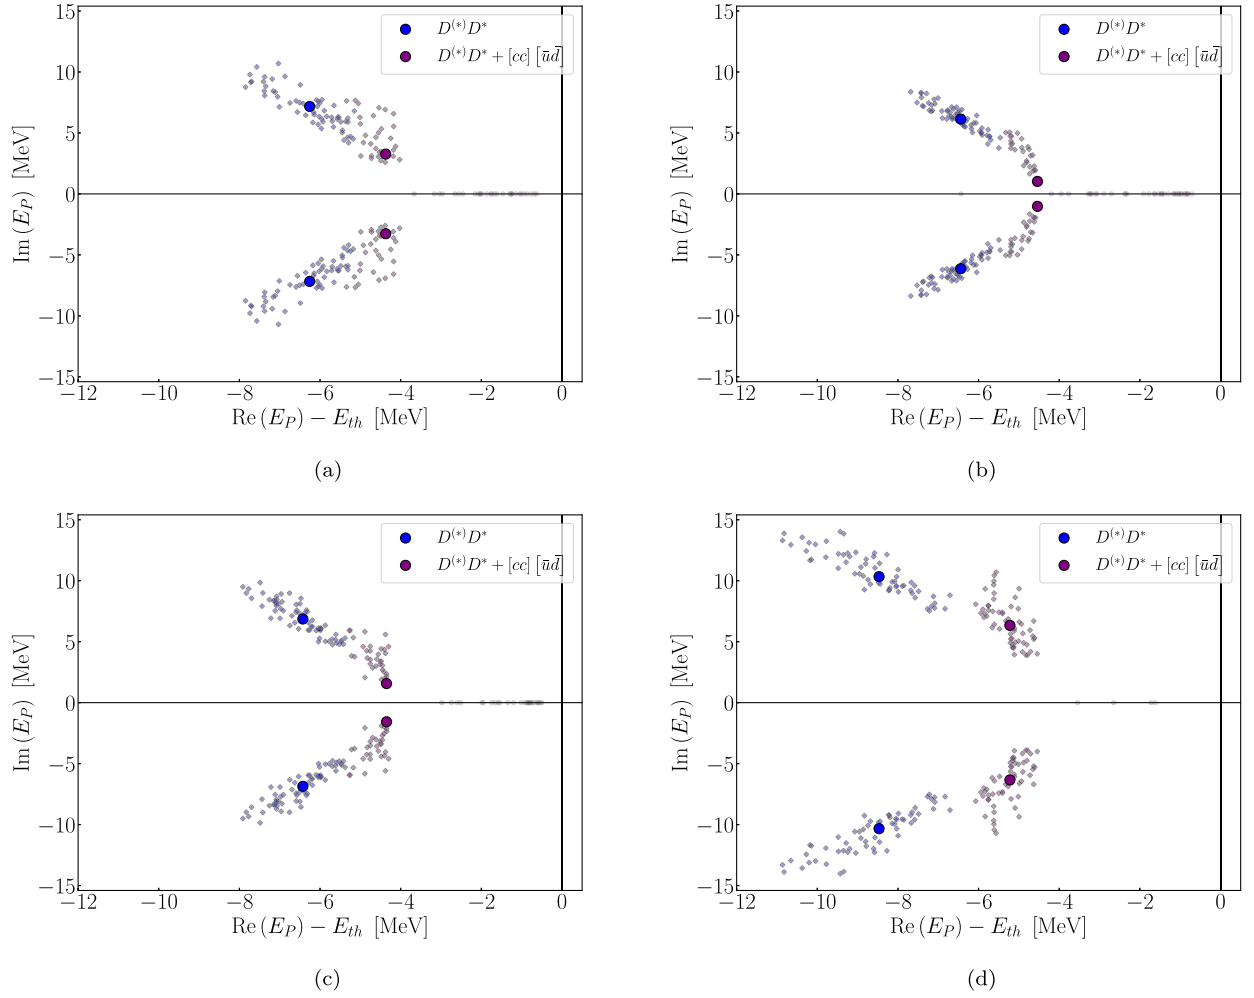 15
10
5
0
−5
−10
−15
Im (E_P) [MeV]
D^(*)D*
D^(*)D* + [cc] [ūd̄]
−12 −10 −8 −6 −4 −2 0
Re (E_P) − E_th [MeV]
(a)
15
10
5
0
−5
−10
−15
Im (E_P) [MeV]
D^(*)D*
D^(*)D* + [cc] [ūd̄]
−12 −10 −8 −6 −4 −2 0
Re (E_P) − E_th [MeV]
(b)
15
10
5
0
−5
−10
−15
Im (E_P) [MeV]
D^(*)D*
D^(*)D* + [cc] [ūd̄]
−12 −10 −8 −6 −4 −2 0
Re (E_P) − E_th [MeV]
(c)
15
10
5
0
−5
−10
−15
Im (E_P) [MeV]
D^(*)D*
D^(*)D* + [cc] [ūd̄]
−12 −10 −8 −6 −4 −2 0
Re (E_P) − E_th [MeV]
(d)